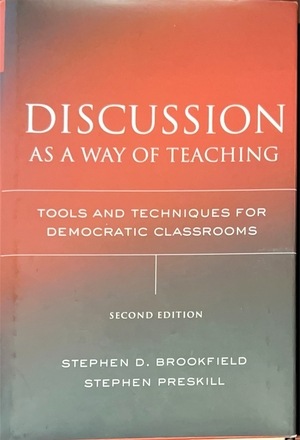 DISCUSSION
AS A WAY OF TEACHING
TOOLS AND TECHNIQUES FOR
DEMOCRATIC CLASSROOMS
SECOND EDITION
STEPHEN D. BROOKFIELD
STEPHEN PRESKILL